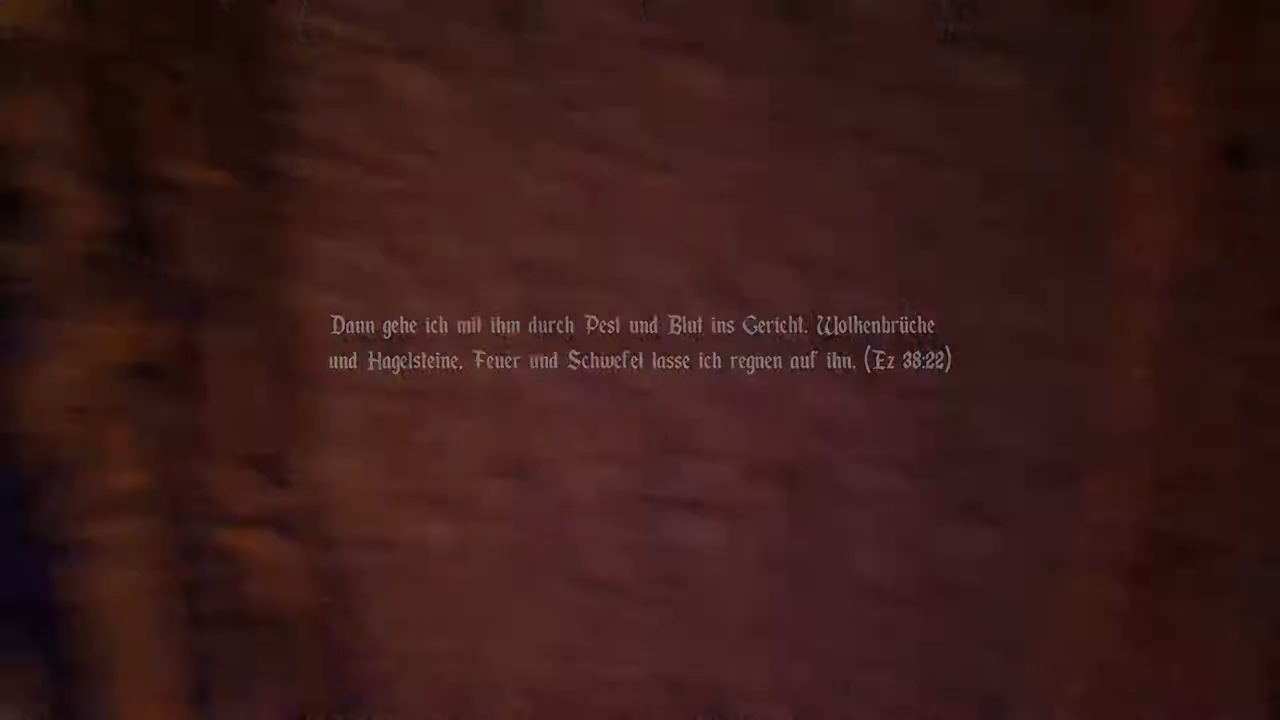 Dann gehe ich mit ihm durch Pest und Blut ins Gericht. Wolkenbrüche
und Hagelsteine, Feuer und Schwefel lasse ich regnen auf ihn. (Ez 38:22)